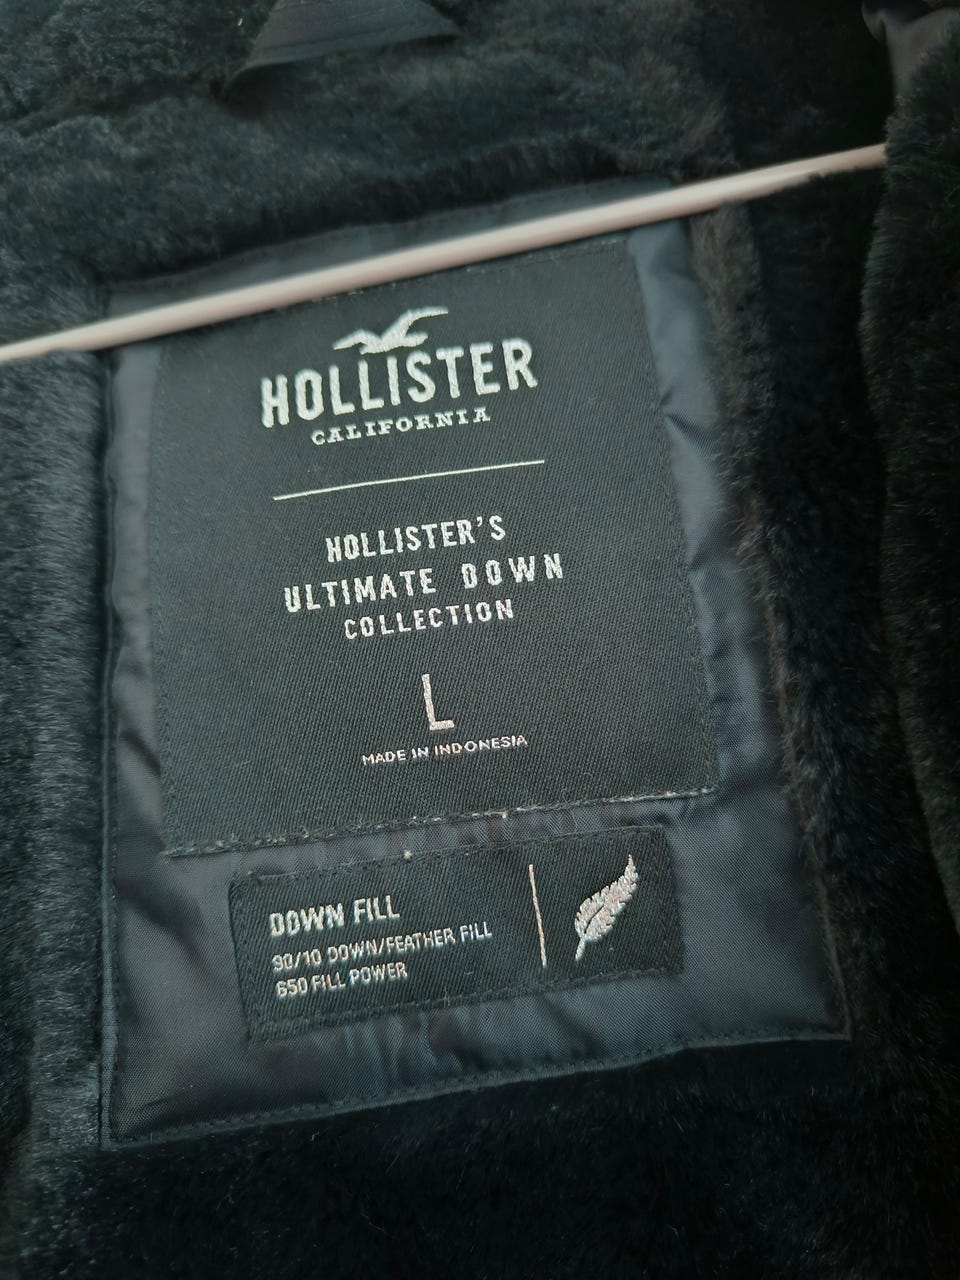 HOLLISTER
CALIFORNIA
HOLLISTER'S
ULTIMATE DOWN
COLLECTION
L
MADE IN INDONESIA
DOWN FILL
90/10 DOWN/FEATHER FILL
650 FILL POWER